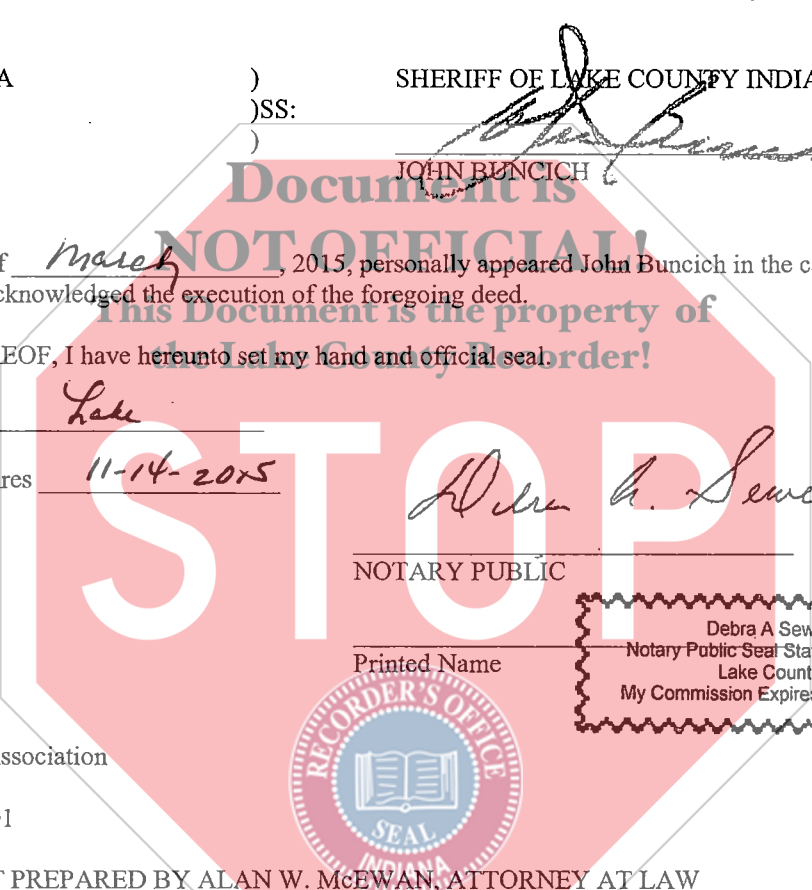 A ) SHERIFF OF LAKE COUNTY INDIA
)SS:
)
JOHN BUNCICH
Document is
NOT OFFICIAL!
f March, 2015, personally appeared John Buncich in the c
cknowledged the execution of the foregoing deed.
This Document is the property of
the Lake County Recorder!
EOF, I have hereunto set my hand and official seal.
Lake
res 11-14-2015
STOP
Debra A. Sewe
NOTARY PUBLIC
Debra A Sew
Notary Public Seal Sta
Lake Count
My Commission Expires
Printed Name
RECORDER'S OFFICE
SEAL
INDIANA
ssociation
1
T PREPARED BY ALAN W. McEWAN, ATTORNEY AT LAW